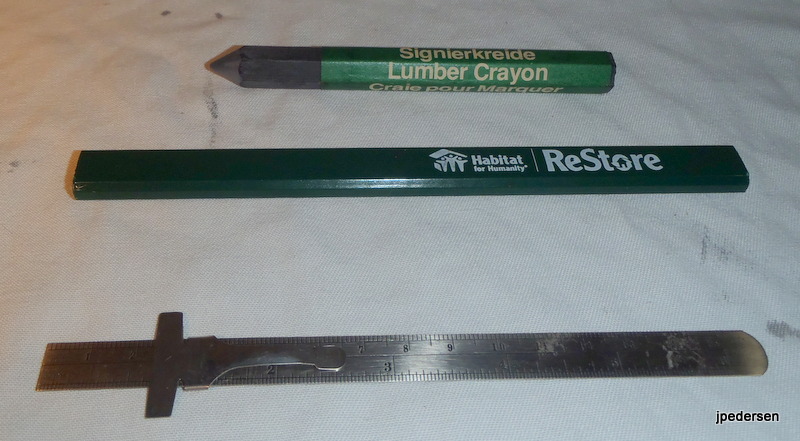 Signierkreide
Lumber Crayon
Craie pour Marquer
Habitat for Humanity® | ReStore
7 8 9 10
2 3
jpedersen